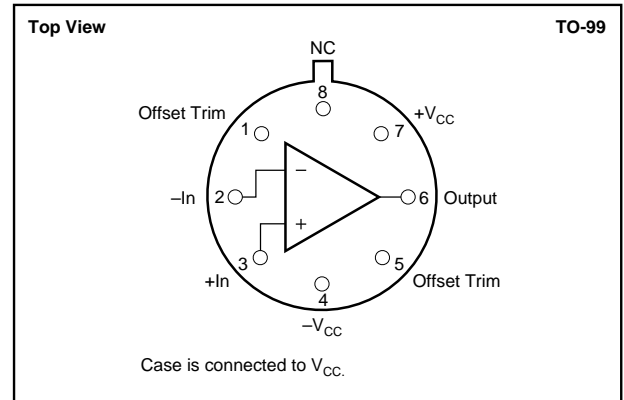 Top View TO-99
NC
8
Offset Trim 1 7 +VCC
– 
–In 2 6 Output
+
3 5
+In Offset Trim
4
–VCC
Case is connected to VCC.